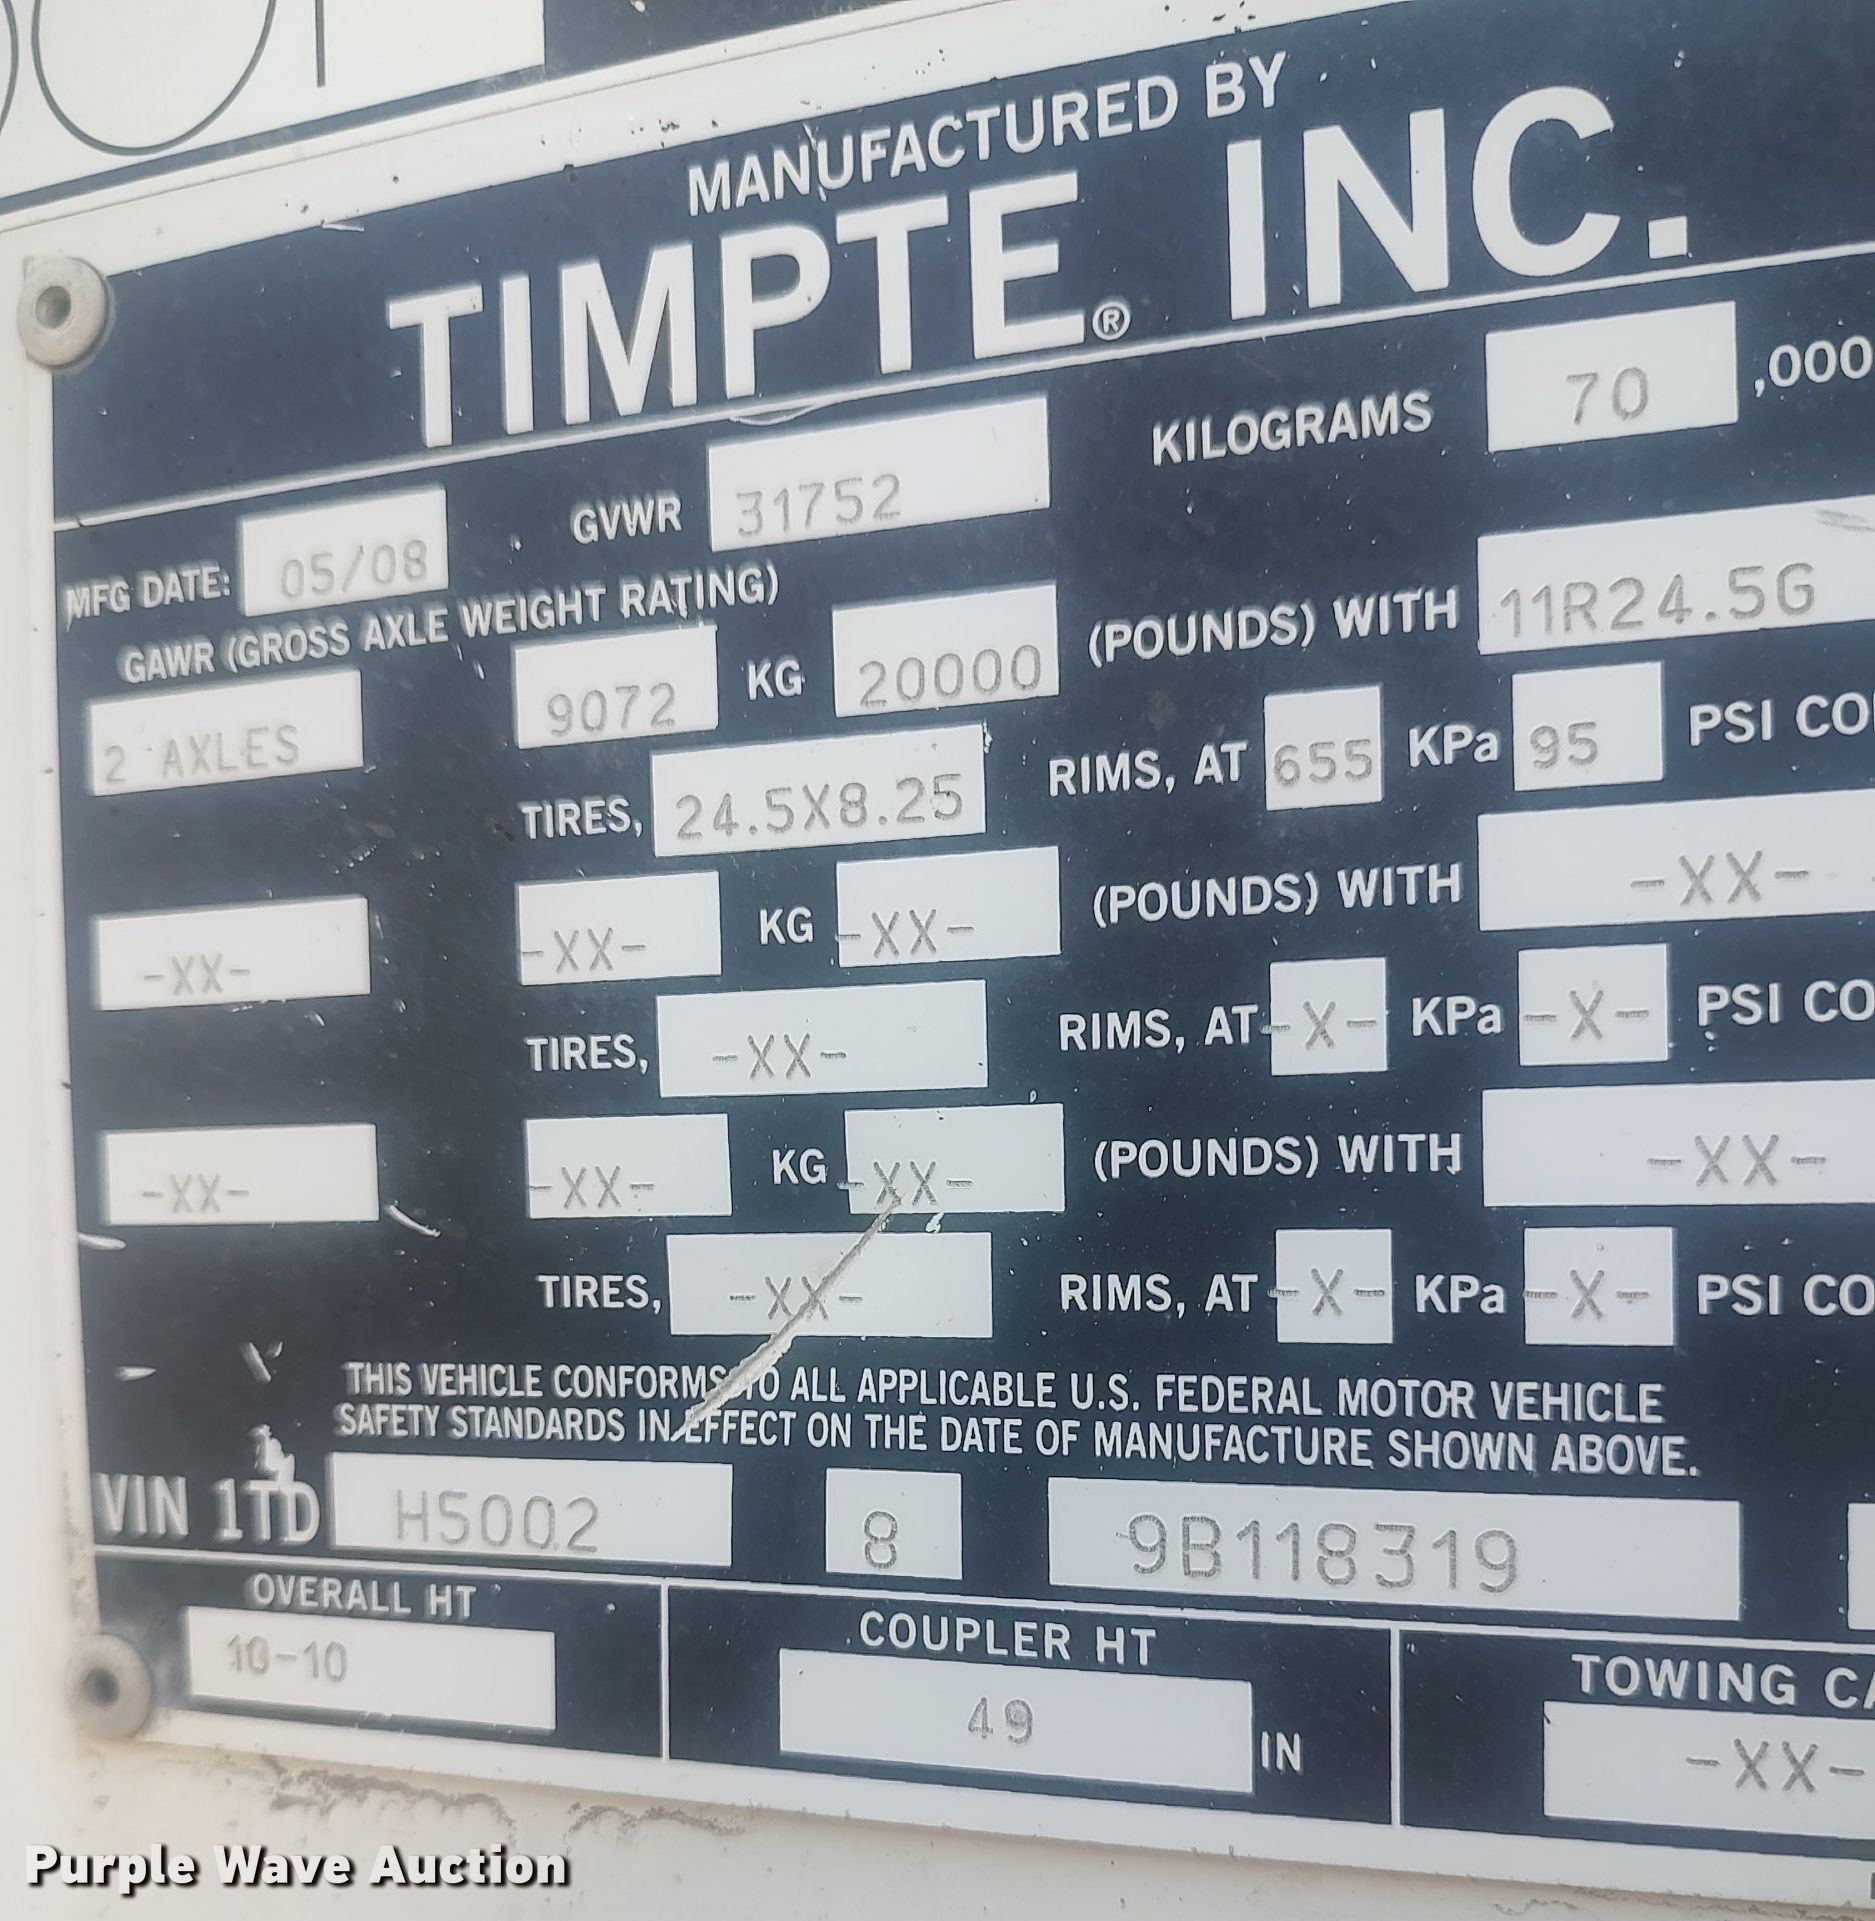 MANUFACTURED BY
TIMPTE® INC.
MFG DATE: 05/08 GVWR 31752 KILOGRAMS 70 ,000
GAWR (GROSS AXLE WEIGHT RATING)
2 AXLES 9072 KG 20000 (POUNDS) WITH 11R24.5G
TIRES, 24.5X8.25 RIMS, AT 655 KPa 95 PSI CO
-XX- -XX- KG -XX- (POUNDS) WITH -XX-
TIRES, -XX- RIMS, AT -X- KPa -X- PSI CO
-XX- -XX- KG -XX- (POUNDS) WITH -XX-
TIRES, -XX- RIMS, AT -X- KPa -X- PSI CO
THIS VEHICLE CONFORMS TO ALL APPLICABLE U.S. FEDERAL MOTOR VEHICLE
SAFETY STANDARDS IN EFFECT ON THE DATE OF MANUFACTURE SHOWN ABOVE.
VIN 1TD H5002 8 9B118319
OVERALL HT COUPLER HT TOWING CA
10-10 49 IN -XX-
Purple Wave Auction